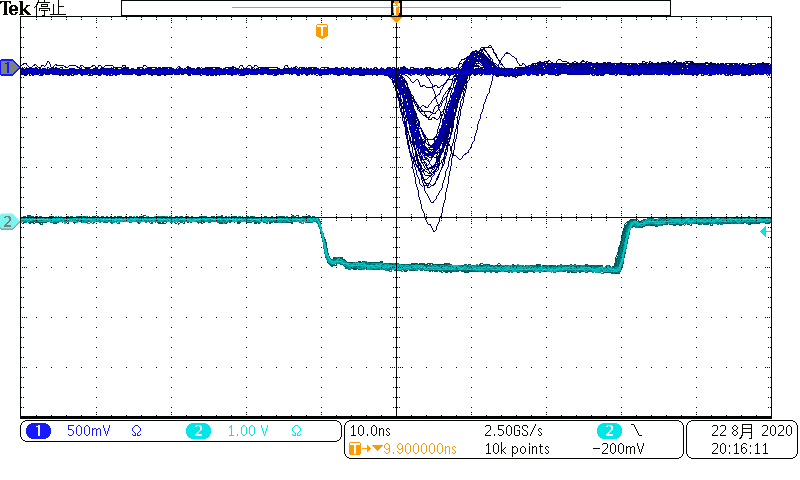 Tek 停止
T
T
1
2
1 500mV Ω 2 1.00 V Ω
10.0ns 2.50GS/s 2
T→▼9.900000ns 10k points −200mV
22 8月 2020
20:16:11